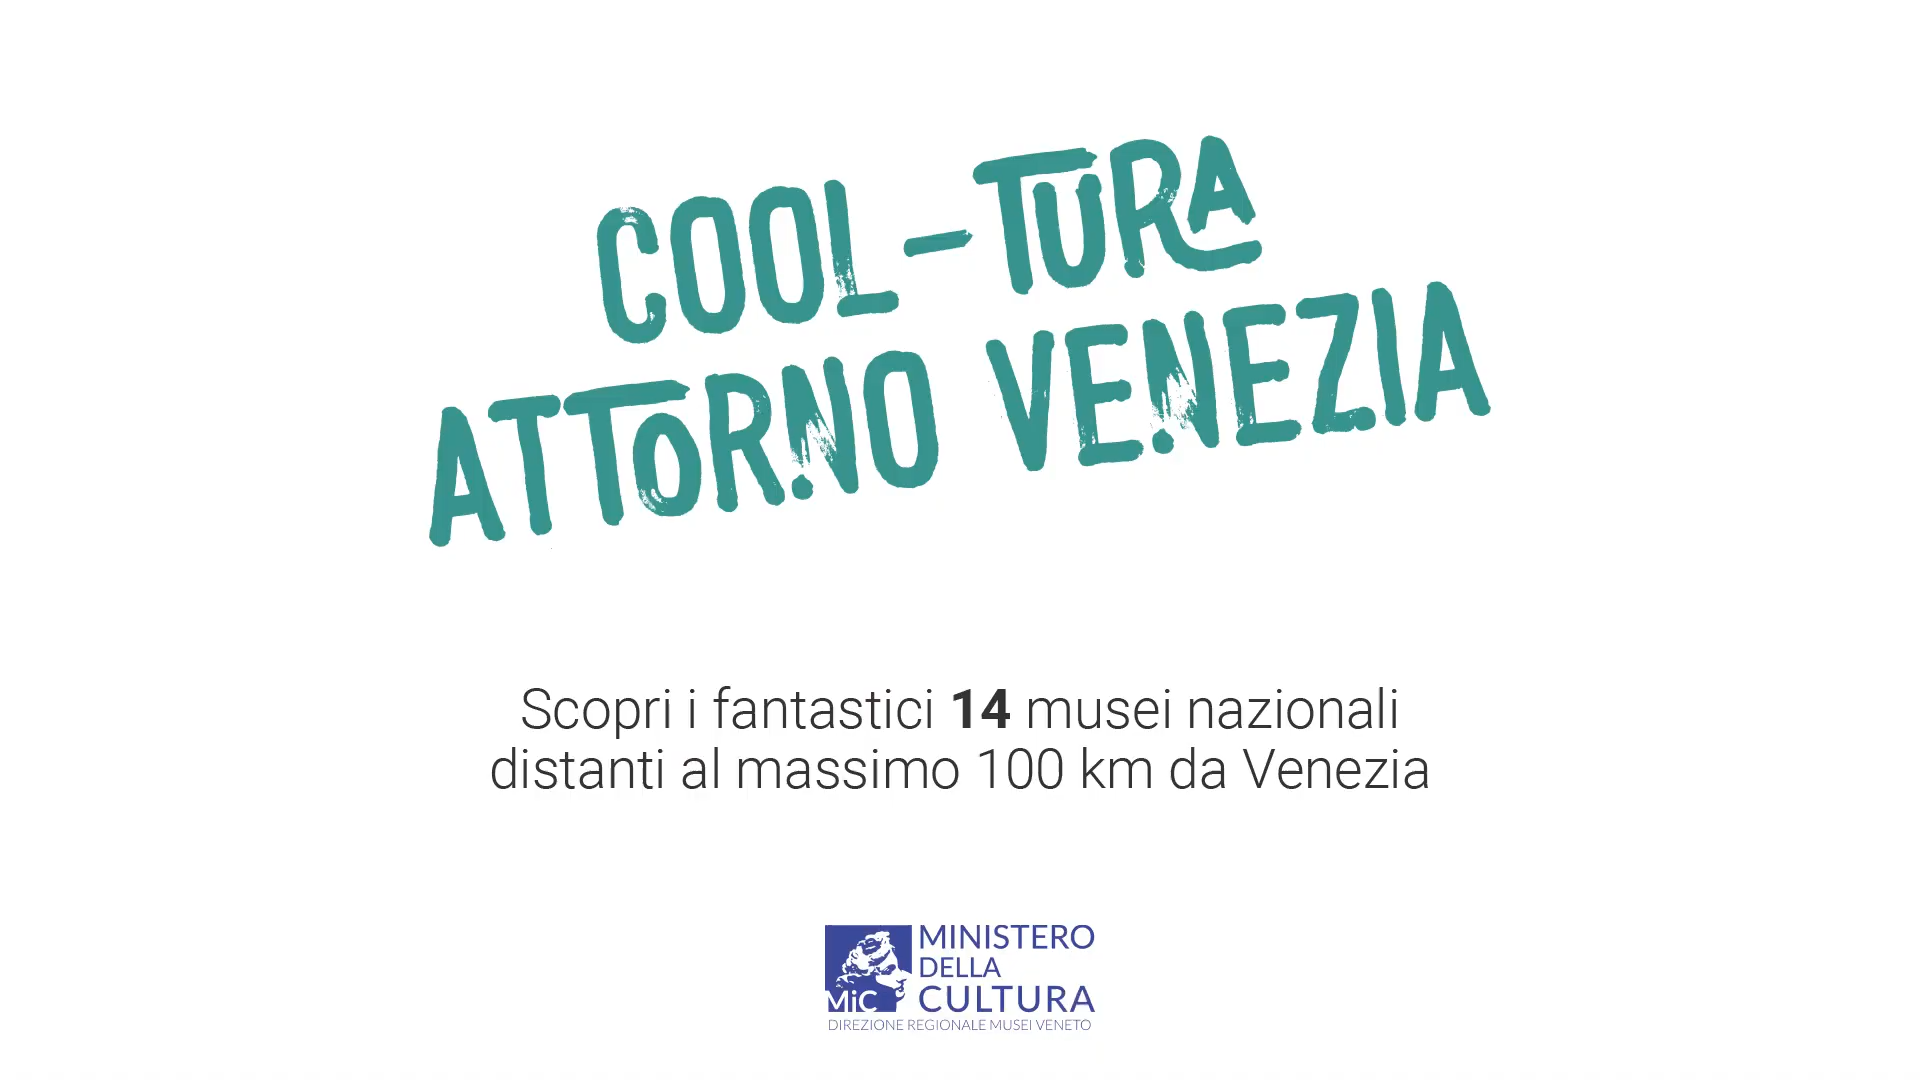 COOL-TURA
ATTORNO VENEZIA
Scopri i fantastici 14 musei nazionali
distanti al massimo 100 km da Venezia
MiC
MINISTERO
DELLA
CULTURA
DIREZIONE REGIONALE MUSEI VENETO